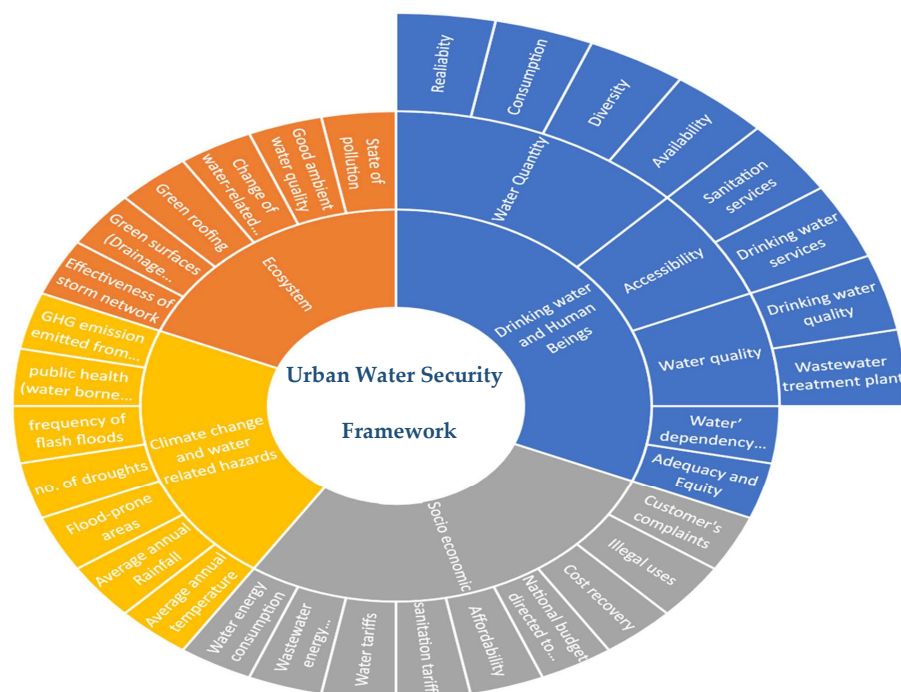 Urban Water Security
Framework
Drinking water
and Human
Beings
Water Quantity
Realiabity
Consumption
Diversity
Availability
Accessibility
Sanitation
services
Drinking water
services
Water quality
Drinking water
quality
Wastewater
treatment plant
Water'
dependency...
Adequacy and
Equity
Socio economic
Customer's
complaints
Illegal uses
Cost recovery
National budget
directed to...
Affordability
sanitation tariff
Water tariffs
Wastewater
energy...
Water energy
consumption
Climate change
and water
related hazards
Average annual
temperature
Average annual
Rainfall
Flood-prone
areas
no. of droughts
frequency of
flash floods
public health
(water borne...
GHG emission
emitted from...
Ecosystem
Effectiveness of
storm network
Green surfaces
(Drainage...
Green roofing
Change of
water-related...
Good ambient
water quality
State of
pollution